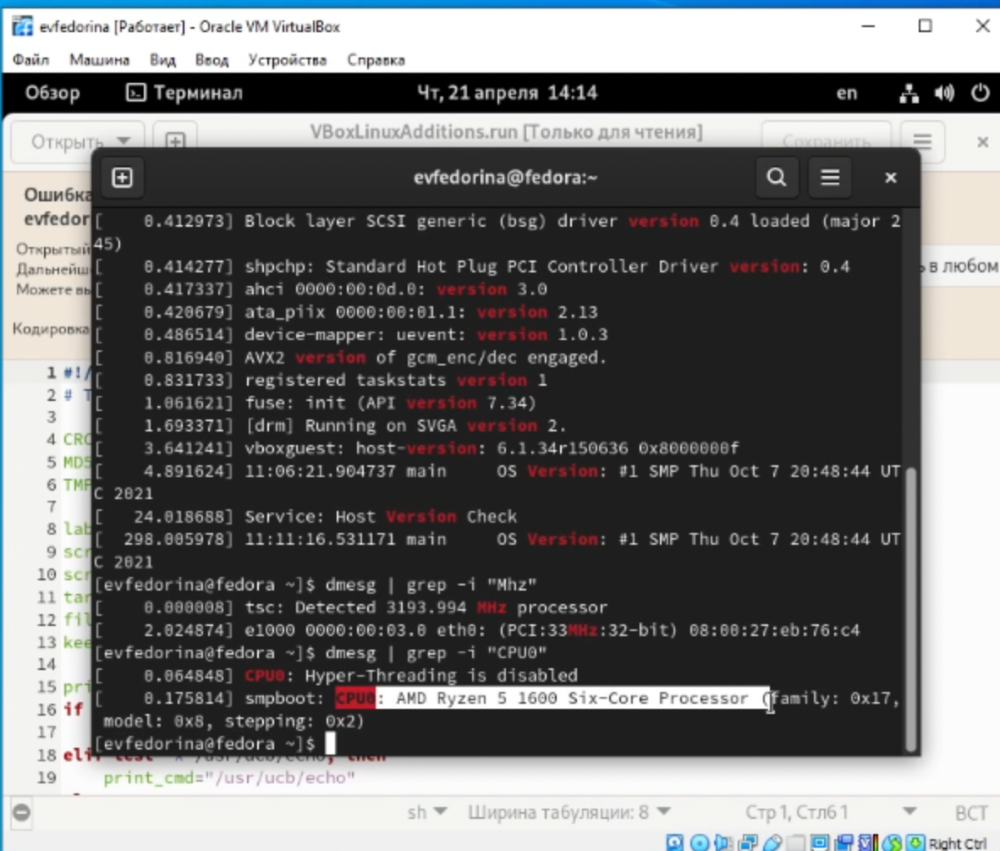 evfedorina [Работает] - Oracle VM VirtualBox
Файл Машина Вид Ввод Устройства Справка
Обзор Терминал Чт, 21 апреля 14:14 en
Открыть VBoxLinuxAdditions.run [Только для чтения] Сохранить
evfedorina@fedora:~
Ошибка
evfedor
Открытый
Дальнейш
Можете вы
в любом
Кодировка
[    0.412973] Block layer SCSI generic (bsg) driver version 0.4 loaded (major 2
45)
[    0.414277] shpchp: Standard Hot Plug PCI Controller Driver version: 0.4
[    0.417337] ahci 0000:00:0d.0: version 3.0
[    0.420679] ata_piix 0000:00:01.1: version 2.13
[    0.486514] device-mapper: uevent: version 1.0.3
[    0.816940] AVX2 version of gcm_enc/dec engaged.
[    0.831733] registered taskstats version 1
[    1.061621] fuse: init (API version 7.34)
[    1.693371] [drm] Running on SVGA version 2.
[    3.641241] vboxguest: host-version: 6.1.34r150636 0x8000000f
[    4.891624] 11:06:21.904737 main     OS Version: #1 SMP Thu Oct 7 20:48:44 UT
C 2021
[   24.018688] Service: Host Version Check
[  298.005978] 11:11:16.531171 main     OS Version: #1 SMP Thu Oct 7 20:48:44 UT
C 2021
[evfedorina@fedora ~]$ dmesg | grep -i "Mhz"
[    0.000008] tsc: Detected 3193.994 MHz processor
[    2.024874] e1000 0000:00:03.0 eth0: (PCI:33MHz:32-bit) 08:00:27:eb:76:c4
[evfedorina@fedora ~]$ dmesg | grep -i "CPU0"
[    0.064848] CPU0: Hyper-Threading is disabled
[    0.175814] smpboot: CPU0: AMD Ryzen 5 1600 Six-Core Processor (family: 0x17,
model: 0x8, stepping: 0x2)
[evfedorina@fedora ~]$
1 #!/
2 # T
3
4 CRC
5 MD5
6 TMP
7
8 lab
9 scr
10 scr
11 tar
12 fil
13 kee
14
15 pri
16 if
17
18 elif test -x /usr/ucb/echo; then
19 print_cmd="/usr/ucb/echo"
sh Ширина табуляции: 8 Стр 1, Стлб 1 ВСТ
Right Ctrl